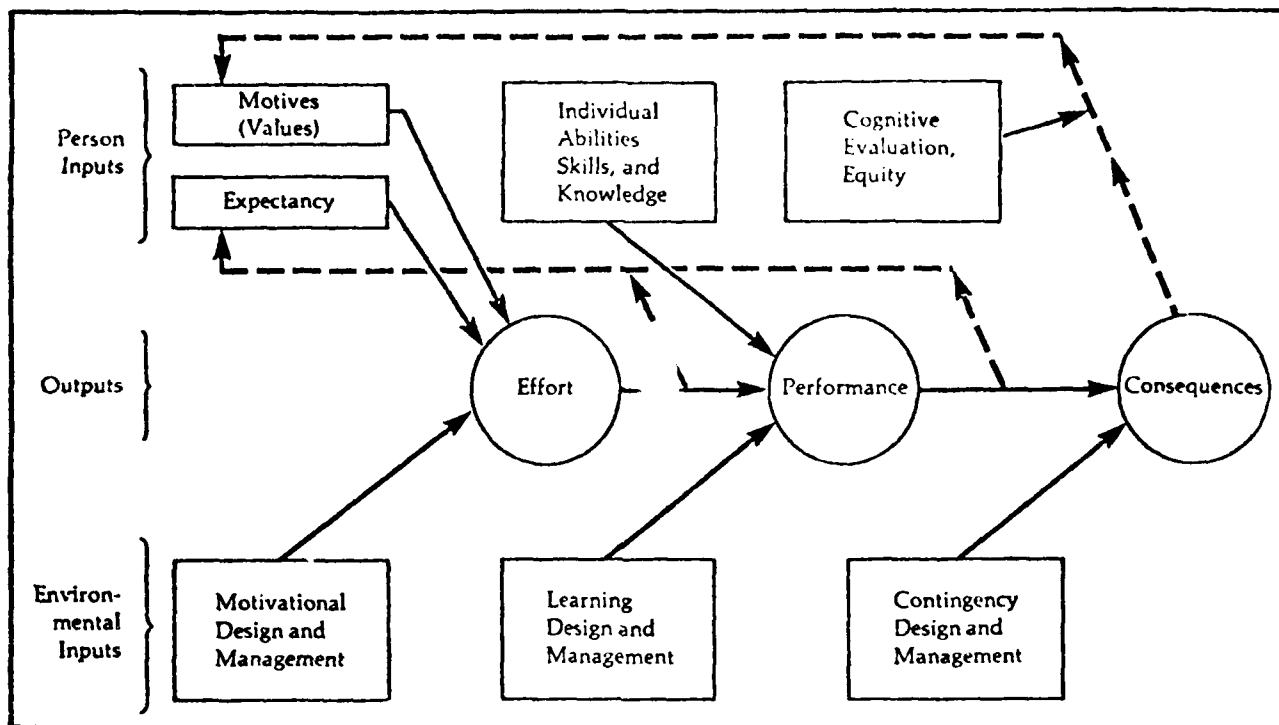 Person
Inputs
Motives
(Values)
Expectancy
Individual
Abilities
Skills, and
Knowledge
Cognitive
Evaluation,
Equity
Outputs
Effort
Performance
Consequences
Environ-
mental
Inputs
Motivational
Design and
Management
Learning
Design and
Management
Contingency
Design and
Management